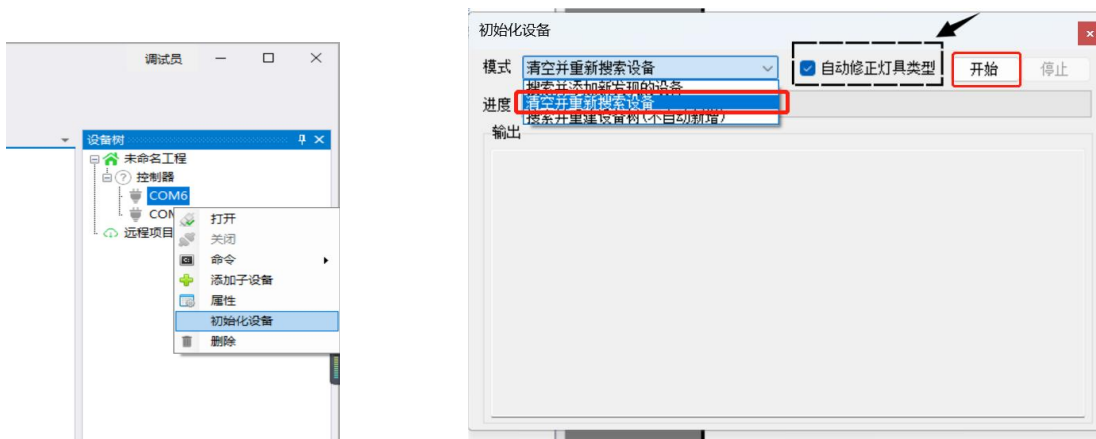 调试员
设备树
未命名工程
控制器
COM6
打开
关闭
命令
添加子设备
属性
初始化设备
删除
远程项目
初始化设备
模式 清空并重新搜索设备 自动修正灯具类型 开始 停止
搜索并添加新发现的设备
进度 清空并重新搜索设备
搜索并重建设备树(不自动新增)
输出